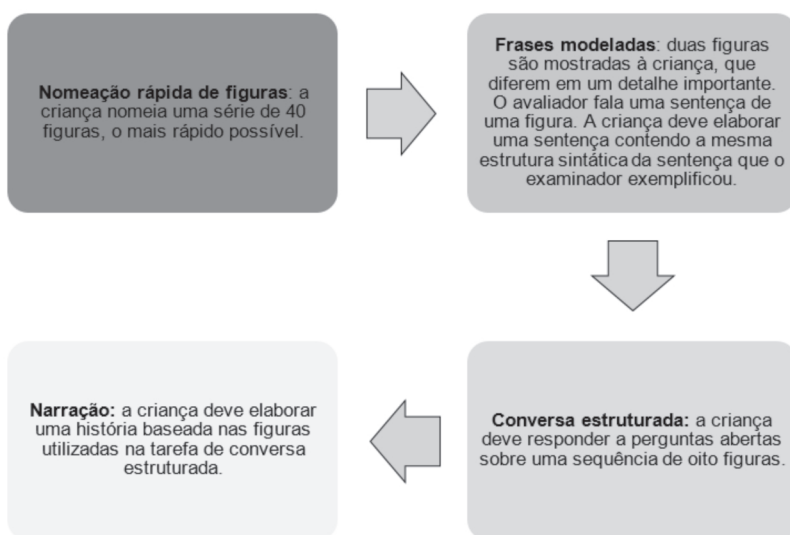 Nomeação rápida de figuras: a
criança nomeia uma série de 40
figuras, o mais rápido possível.
Frases modeladas: duas figuras
são mostradas à criança, que
diferem em um detalhe importante.
O avaliador fala uma sentença de
uma figura. A criança deve elaborar
uma sentença contendo a mesma
estrutura sintática da sentença que o
examinador exemplificou.
Conversa estruturada: a criança
deve responder a perguntas abertas
sobre uma sequência de oito figuras.
Narração: a criança deve elaborar
uma história baseada nas figuras
utilizadas na tarefa de conversa
estruturada.